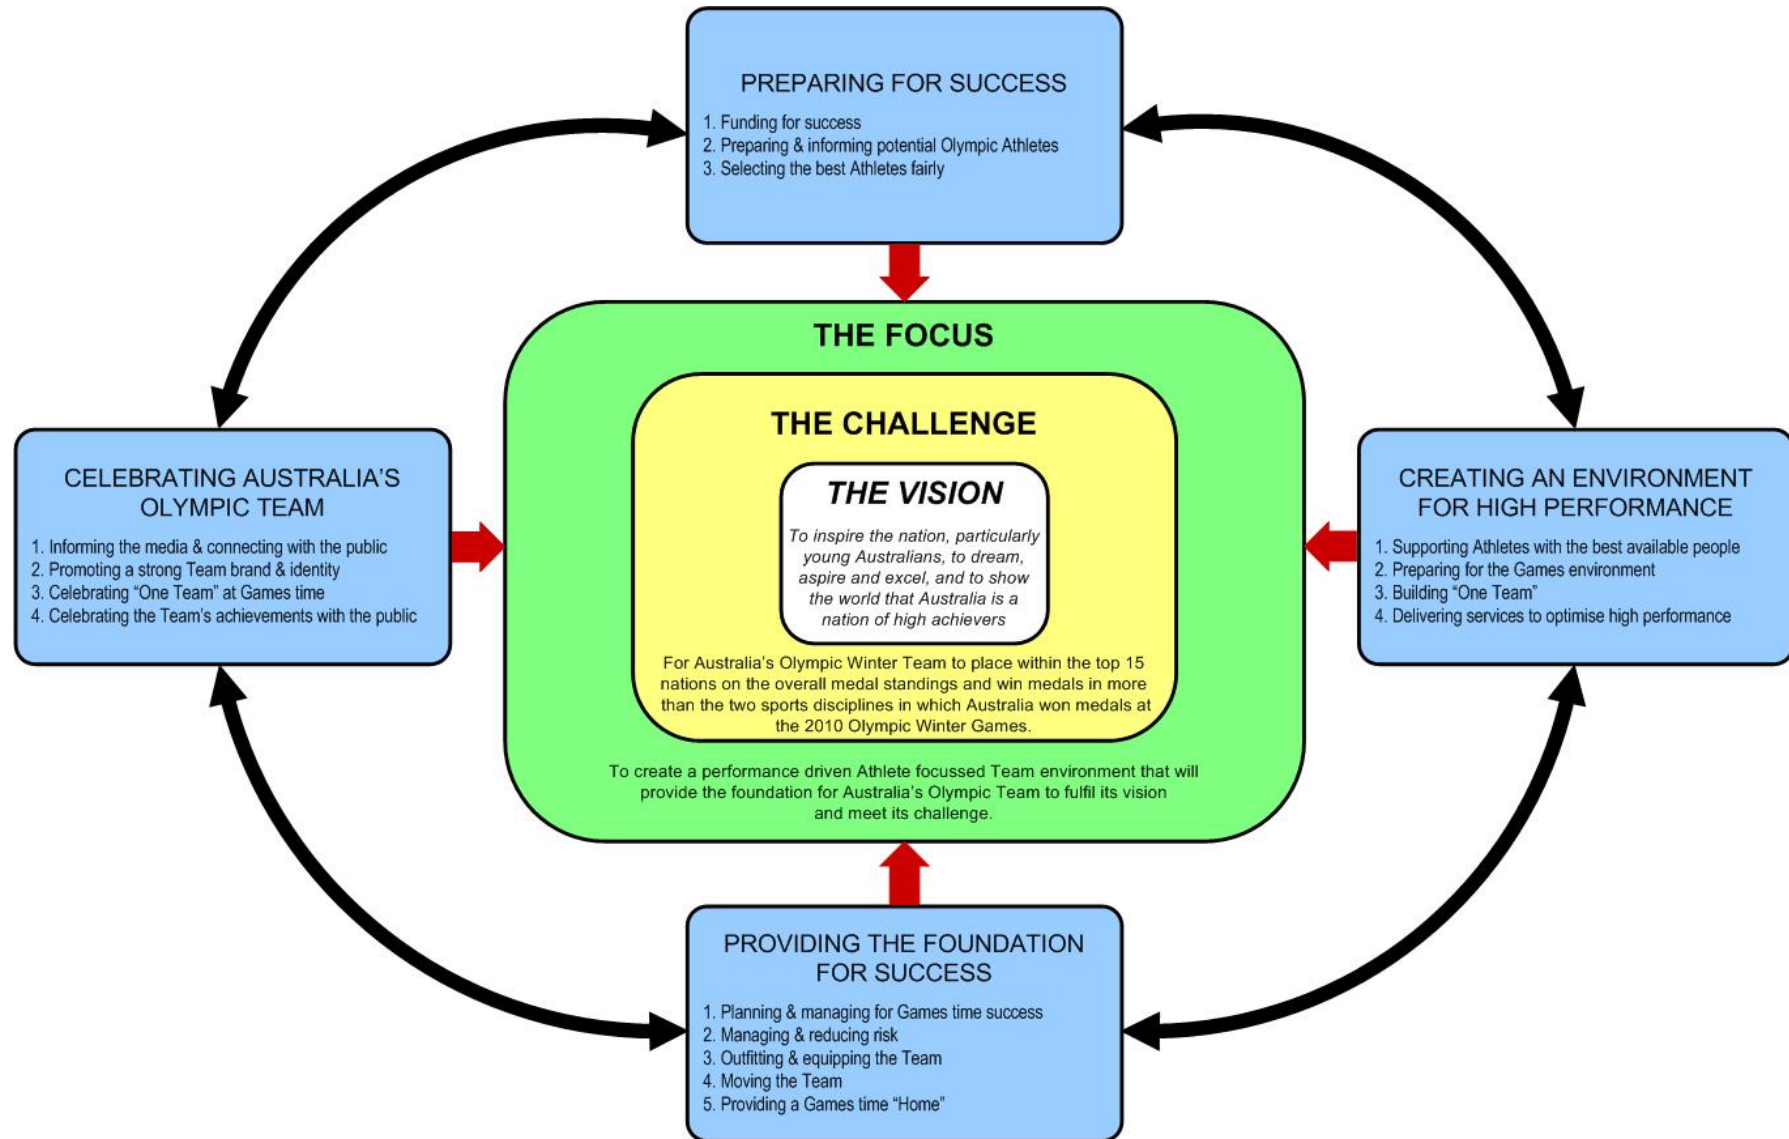 PREPARING FOR SUCCESS
1. Funding for success
2. Preparing & informing potential Olympic Athletes
3. Selecting the best Athletes fairly
THE FOCUS
THE CHALLENGE
THE VISION
To inspire the nation, particularly
young Australians, to dream,
aspire and excel, and to show
the world that Australia is a
nation of high achievers
For Australia's Olympic Winter Team to place within the top 15
nations on the overall medal standings and win medals in more
than the two sports disciplines in which Australia won medals at
the 2010 Olympic Winter Games.
To create a performance driven Athlete focussed Team environment that will
provide the foundation for Australia's Olympic Team to fulfil its vision
and meet its challenge.
CELEBRATING AUSTRALIA'S
OLYMPIC TEAM
1. Informing the media & connecting with the public
2. Promoting a strong Team brand & identity
3. Celebrating "One Team" at Games time
4. Celebrating the Team's achievements with the public
CREATING AN ENVIRONMENT
FOR HIGH PERFORMANCE
1. Supporting Athletes with the best available people
2. Preparing for the Games environment
3. Building "One Team"
4. Delivering services to optimise high performance
PROVIDING THE FOUNDATION
FOR SUCCESS
1. Planning & managing for Games time success
2. Managing & reducing risk
3. Outfitting & equipping the Team
4. Moving the Team
5. Providing a Games time "Home"